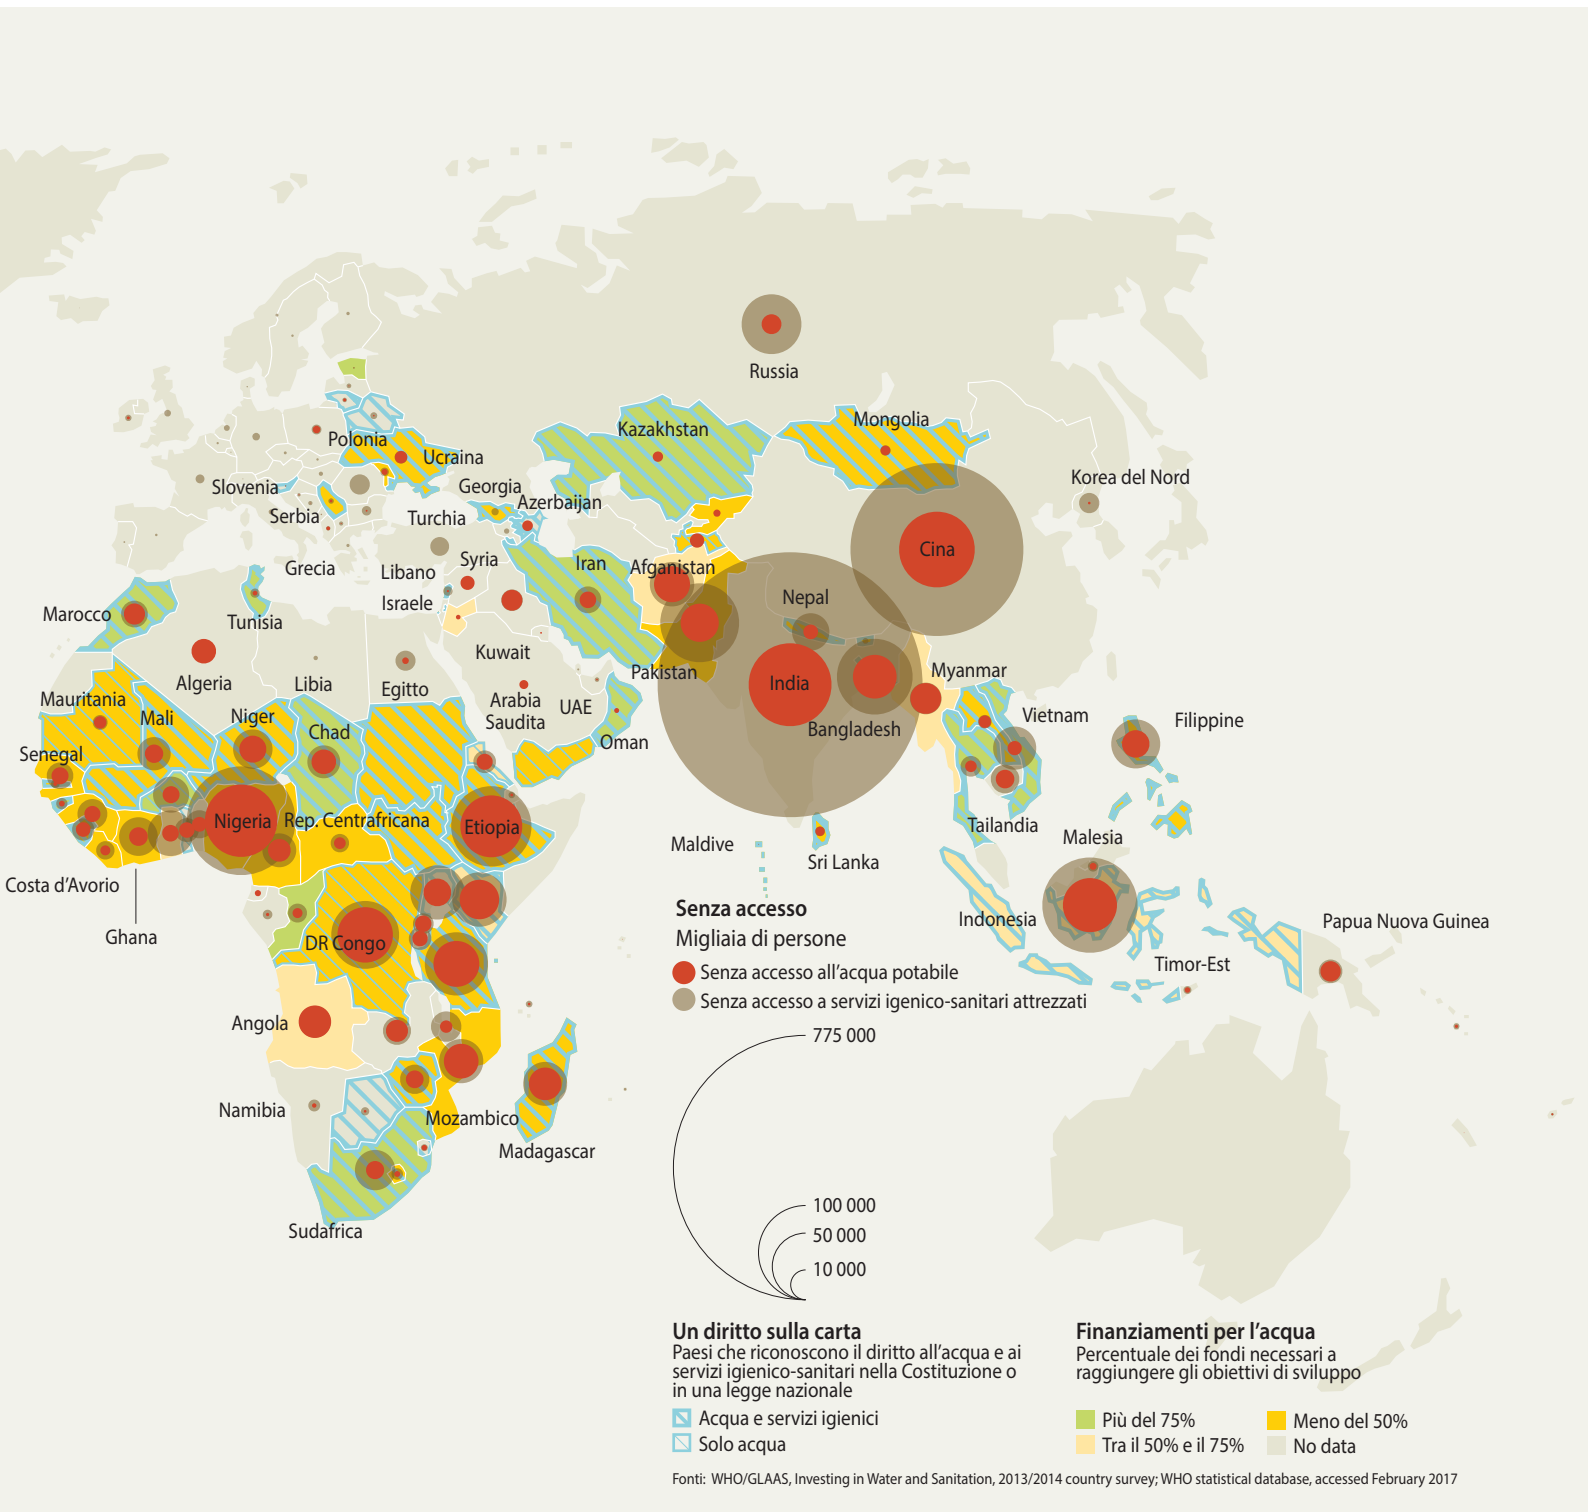 Russia
Kazakhstan
Mongolia
Polonia
Ucraina
Korea del Nord
Slovenia
Georgia
Azerbaijan
Serbia
Turchia
Cina
Grecia
Libano
Syria
Iran
Afganistan
Israele
Nepal
Marocco
Tunisia
Kuwait
Pakistan
Myanmar
Algeria
Libia
Egitto
India
Mauritania
Arabia
Saudita
UAE
Mali
Niger
Chad
Vietnam
Filippine
Bangladesh
Oman
Senegal
Nigeria
Rep. Centrafricana
Etiopia
Tailandia
Maldive
Malesia
Sri Lanka
Costa d'Avorio
Indonesia
Papua Nuova Guinea
Ghana
DR Congo
Timor-Est
Angola
Namibia
Mozambico
Madagascar
Sudafrica
Senza accesso
Migliaia di persone
Senza accesso all'acqua potabile
Senza accesso a servizi igenico-sanitari attrezzati
775 000
100 000
50 000
10 000
Un diritto sulla carta
Paesi che riconoscono il diritto all'acqua e ai
servizi igienico-sanitari nella Costituzione o
in una legge nazionale
Acqua e servizi igienici
Solo acqua
Finanziamenti per l'acqua
Percentuale dei fondi necessari a
raggiungere gli obiettivi di sviluppo
Più del 75%
Meno del 50%
Tra il 50% e il 75%
No data
Fonti: WHO/GLAAS, Investing in Water and Sanitation, 2013/2014 country survey; WHO statistical database, accessed February 2017